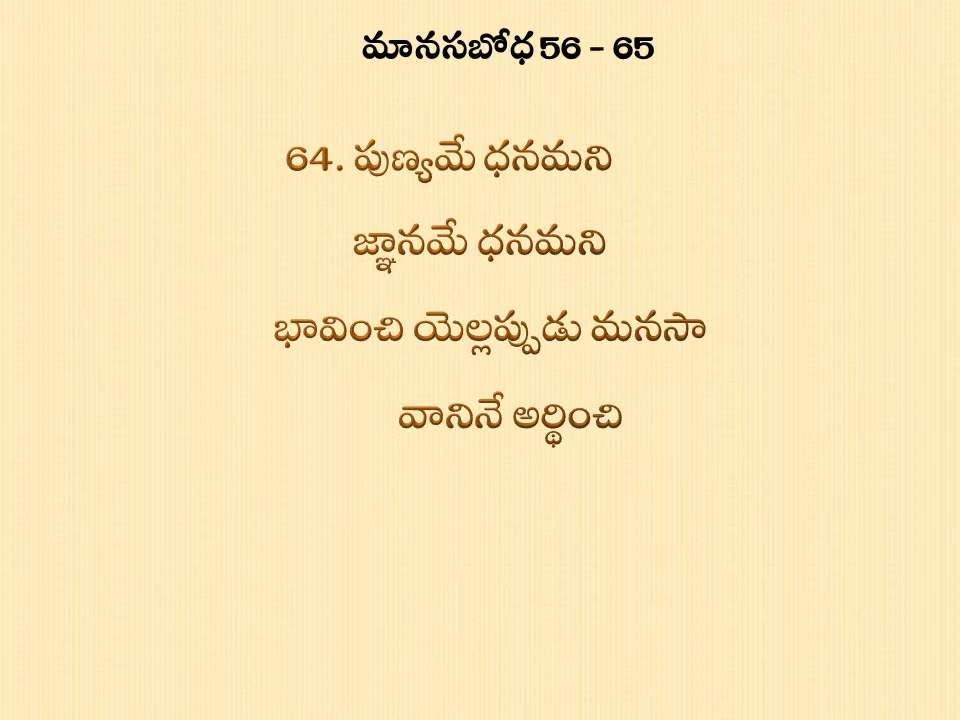 మానసబోధ 56 - 65
64. పుణ్యమే ధనమని
జ్ఞానమే ధనమని
భావించి యెల్లప్పుడు మనసా
వానినే అర్థించి